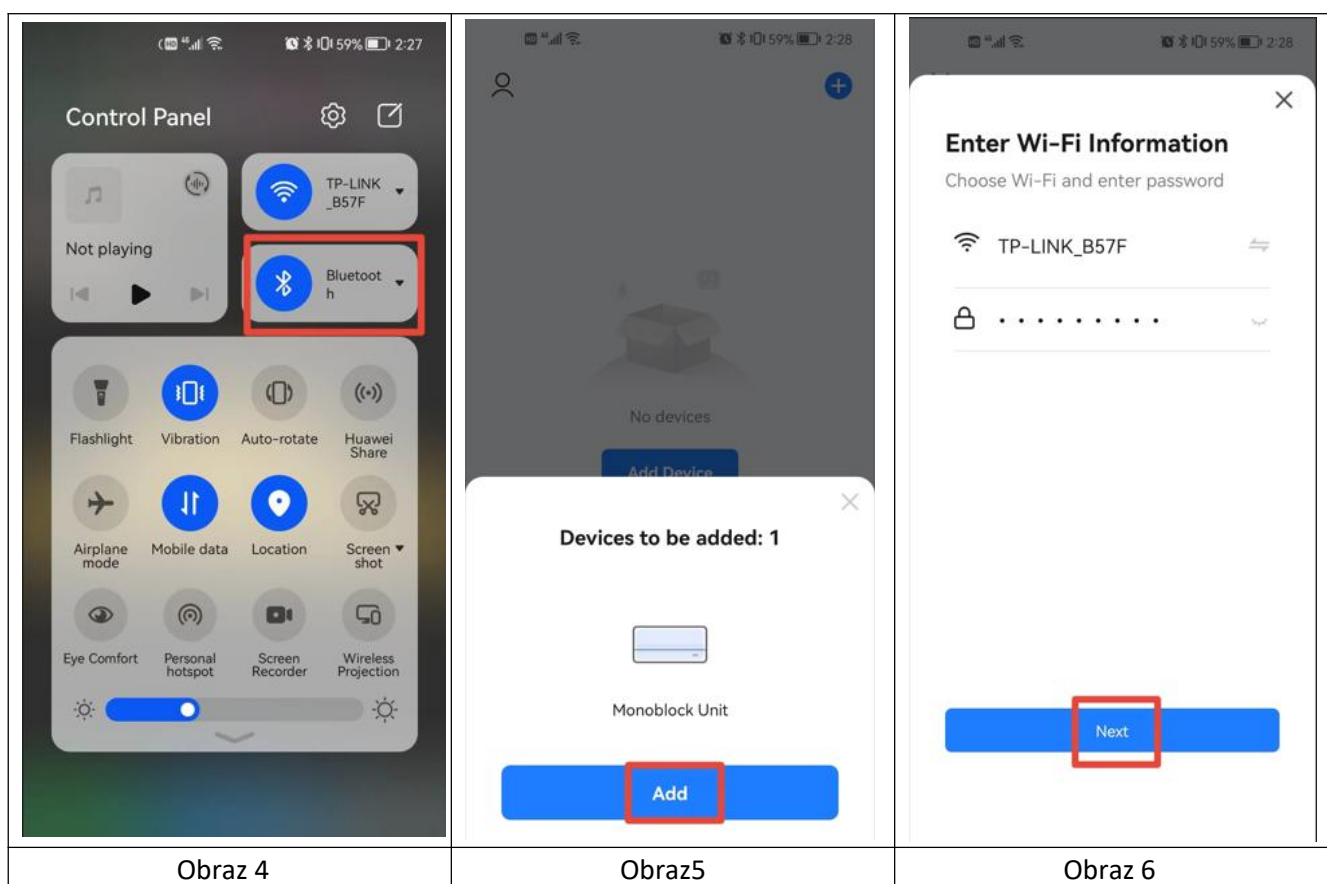 59% 2:27
Control Panel
TP-LINK
_B57F
Not playing
Bluetoot
h
Flashlight Vibration Auto-rotate Huawei
Share
Airplane
mode Mobile data Location Screen
shot
Eye Comfort Personal
hotspot Screen
Recorder Wireless
Projection
Obraz 4
59% 2:28
No devices
Add Device
Devices to be added: 1
Monoblock Unit
Add
Obraz5
59% 2:28
Enter Wi-Fi Information
Choose Wi-Fi and enter password
TP-LINK_B57F
Next
Obraz 6